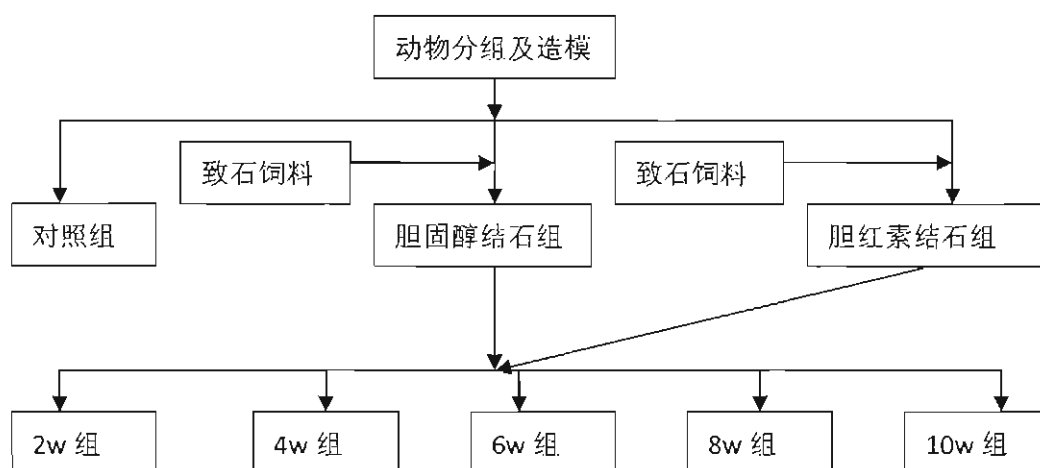 动物分组及造模
致石饲料
致石饲料
对照组
胆固醇结石组
胆红素结石组
2w 组
4w 组
6w 组
8w 组
10w 组